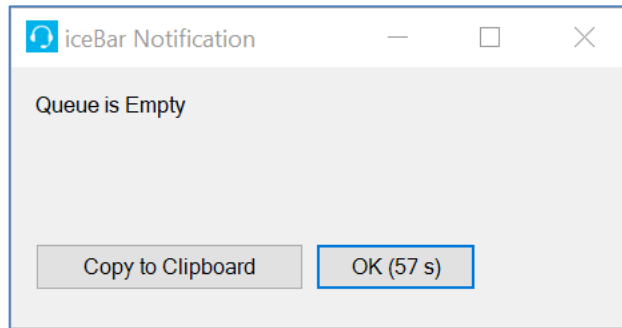 iceBar Notification
Queue is Empty
Copy to Clipboard
OK (57 s)